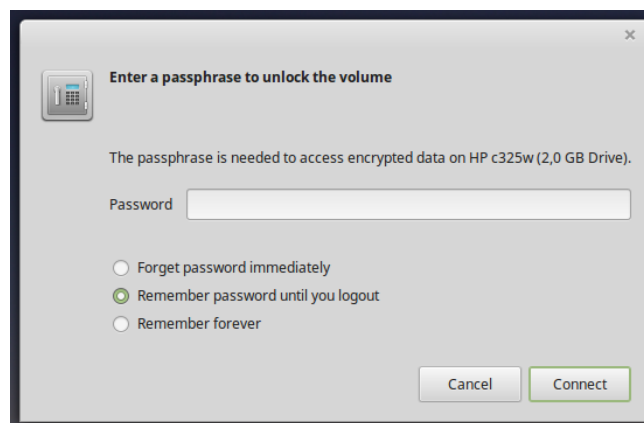 Enter a passphrase to unlock the volume
The passphrase is needed to access encrypted data on HP c325w (2,0 GB Drive).
Password
Forget password immediately
Remember password until you logout
Remember forever
Cancel Connect